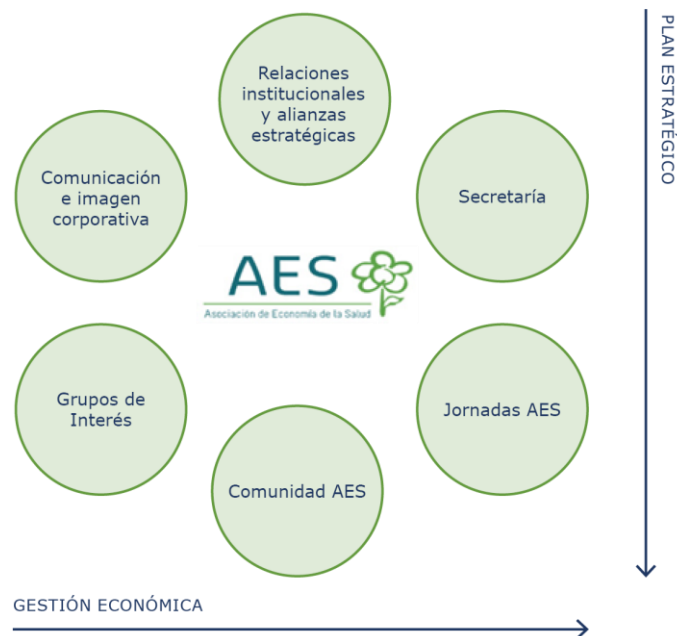 Relaciones
institucionales
y alianzas
estratégicas
PLAN ESTRATÉGICO
Comunicación
e imagen
corporativa
Secretaría
AES
Asociación de Economía de la Salud
Grupos de
Interés
Jornadas AES
Comunidad AES
GESTIÓN ECONÓMICA